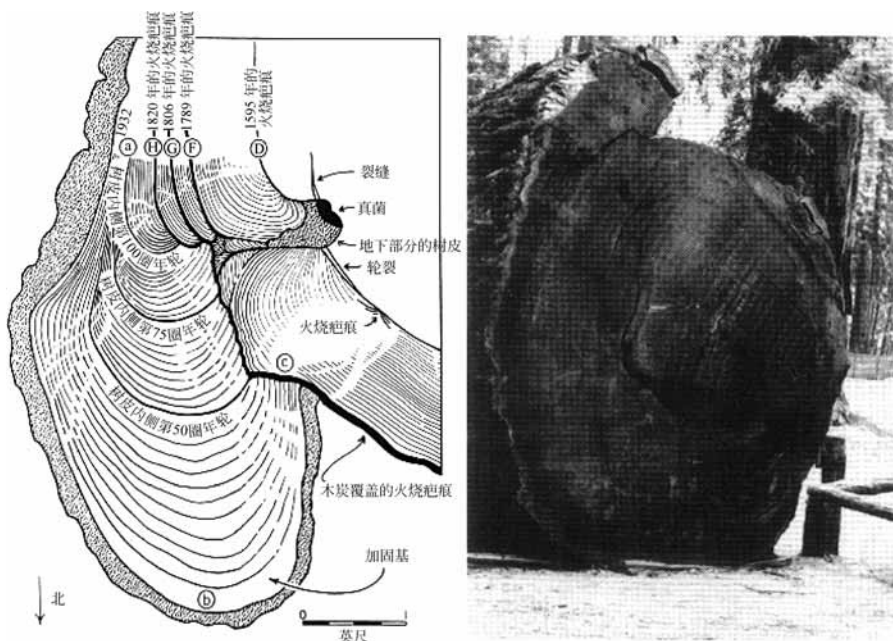 1932
1820 年的火烧疤痕
1806 年的火烧疤痕
1789 年的火烧疤痕
1595 年的
火烧疤痕
a
H
G
F
D
裂缝
真菌
地下部分的树皮
轮裂
火烧疤痕
树皮内侧第100圈年轮
树皮内侧第75圈年轮
树皮内侧第50圈年轮
c
木炭覆盖的火烧疤痕
加固基
b
北
0
1
英尺